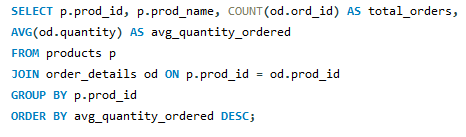 SELECT p.prod_id, p.prod_name, COUNT(od.ord_id) AS total_orders,
AVG(od.quantity) AS avg_quantity_ordered
FROM products p
JOIN order_details od ON p.prod_id = od.prod_id
GROUP BY p.prod_id
ORDER BY avg_quantity_ordered DESC;